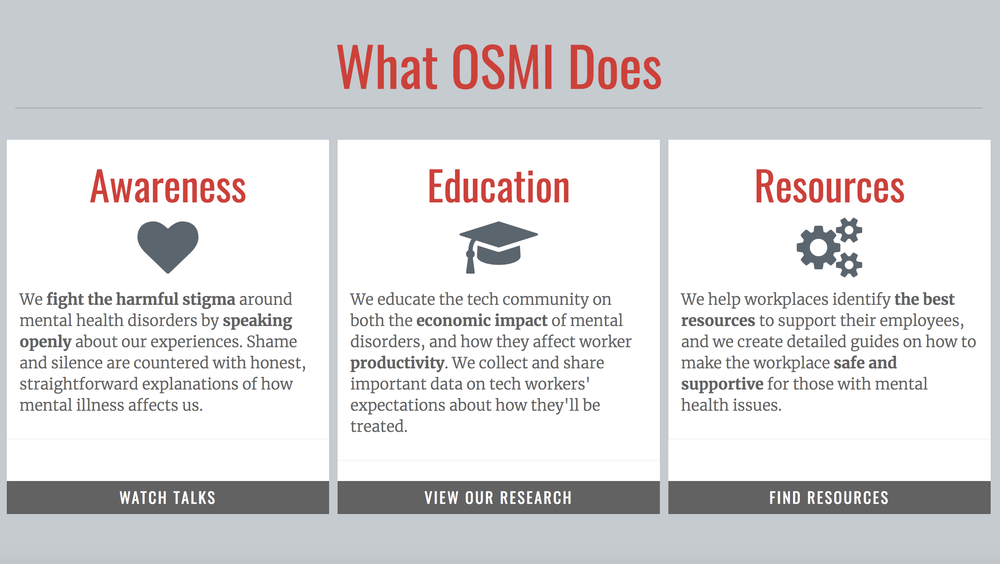 What OSMI Does
Awareness
We fight the harmful stigma around
mental health disorders by speaking
openly about our experiences. Shame
and silence are countered with honest,
straightforward explanations of how
mental illness affects us.
WATCH TALKS
Education
We educate the tech community on
both the economic impact of mental
disorders, and how they affect worker
productivity. We collect and share
important data on tech workers'
expectations about how they'll be
treated.
VIEW OUR RESEARCH
Resources
We help workplaces identify the best
resources to support their employees,
and we create detailed guides on how to
make the workplace safe and
supportive for those with mental
health issues.
FIND RESOURCES